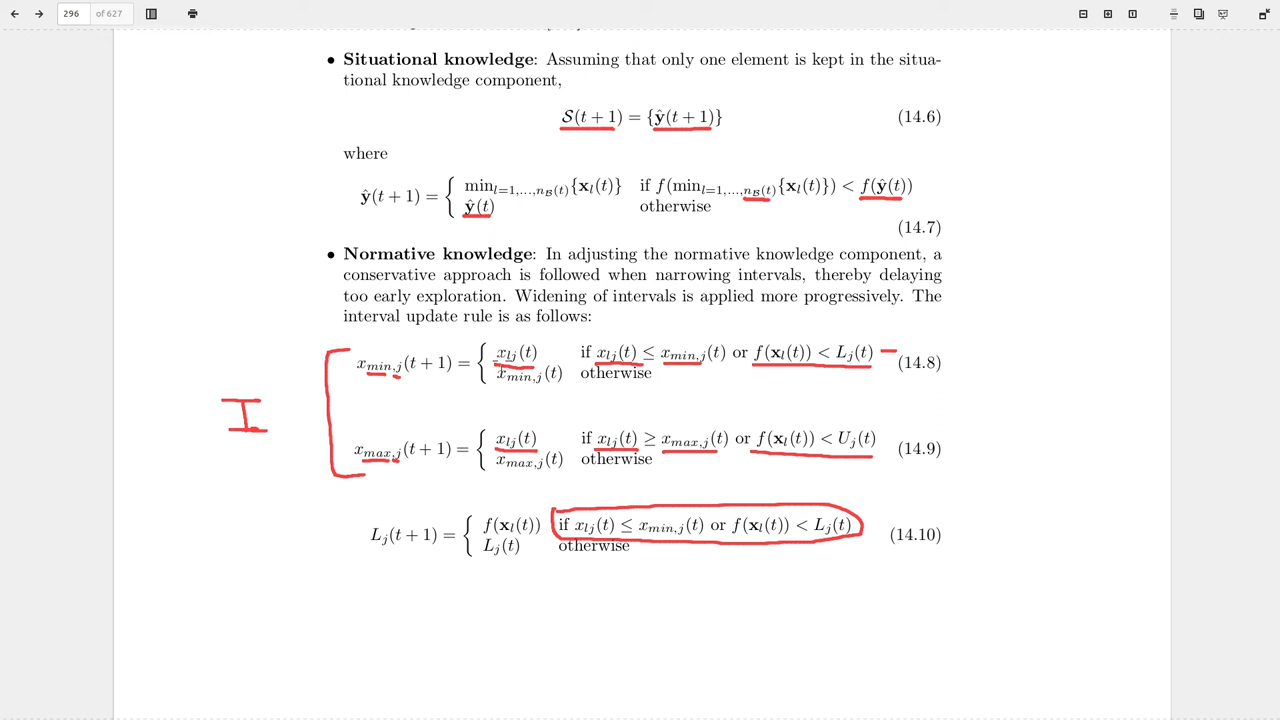 296 of 627
• Situational knowledge: Assuming that only one element is kept in the situa-
tional knowledge component,
S(t + 1) = {ŷ(t + 1)} (14.6)
where
ŷ(t + 1) = { min_{l=1,...,n_B(t)}{x_l(t)} if f(min_{l=1,...,n_B(t)}{x_l(t)}) < f(ŷ(t))
ŷ(t) otherwise
(14.7)
• Normative knowledge: In adjusting the normative knowledge component, a
conservative approach is followed when narrowing intervals, thereby delaying
too early exploration. Widening of intervals is applied more progressively. The
interval update rule is as follows:
x_{min,j}(t + 1) = { x_{lj}(t) if x_{lj}(t) ≤ x_{min,j}(t) or f(x_l(t)) < L_j(t) (14.8)
x_{min,j}(t) otherwise
I
x_{max,j}(t + 1) = { x_{lj}(t) if x_{lj}(t) ≥ x_{max,j}(t) or f(x_l(t)) < U_j(t) (14.9)
x_{max,j}(t) otherwise
L_j(t + 1) = { f(x_l(t)) if x_{lj}(t) ≤ x_{min,j}(t) or f(x_l(t)) < L_j(t) (14.10)
L_j(t) otherwise